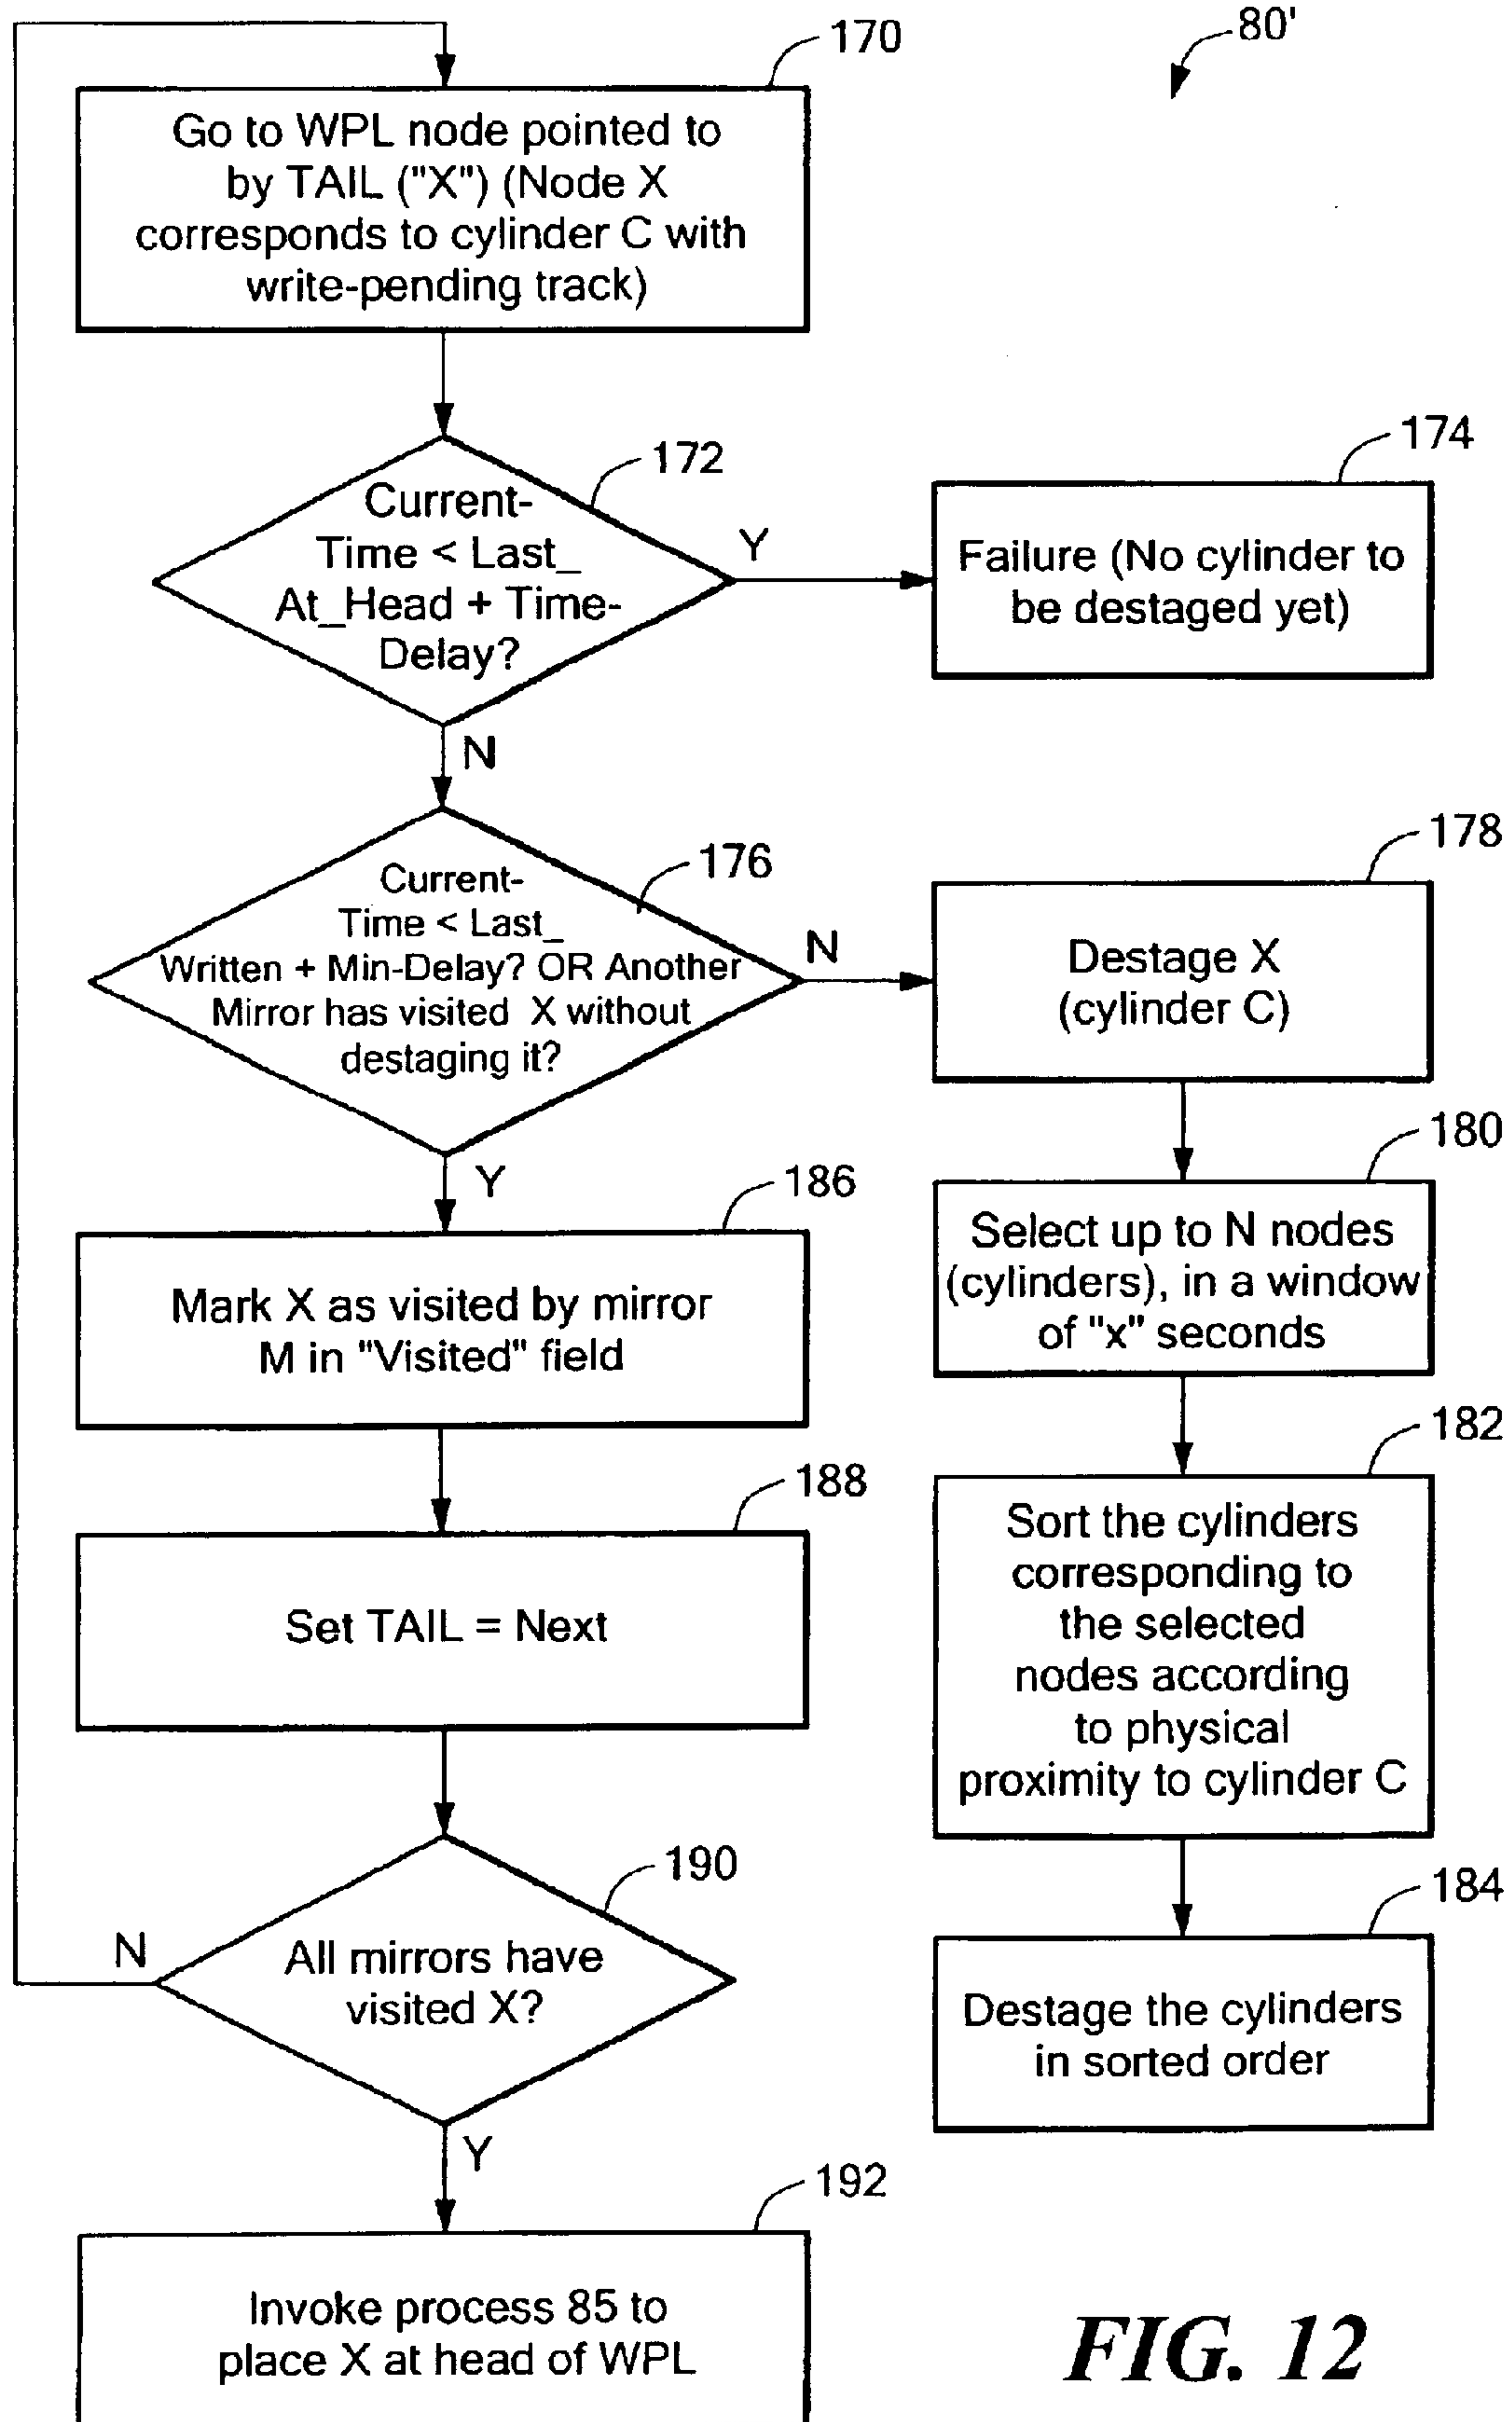 80'
170
Go to WPL node pointed to
by TAIL ("X") (Node X
corresponds to cylinder C with
write-pending track)
172
Current-
Time < Last_
At_Head + Time-
Delay?
Y
N
174
Failure (No cylinder to
be destaged yet)
176
Current-
Time < Last_
Written + Min-Delay? OR Another
Mirror has visited X without
destaging it?
N
Y
178
Destage X
(cylinder C)
180
Select up to N nodes
(cylinders), in a window
of "x" seconds
182
Sort the cylinders
corresponding to
the selected
nodes according
to physical
proximity to cylinder C
184
Destage the cylinders
in sorted order
186
Mark X as visited by mirror
M in "Visited" field
188
Set TAIL = Next
190
All mirrors have
visited X?
N
Y
192
Invoke process 85 to
place X at head of WPL
FIG. 12